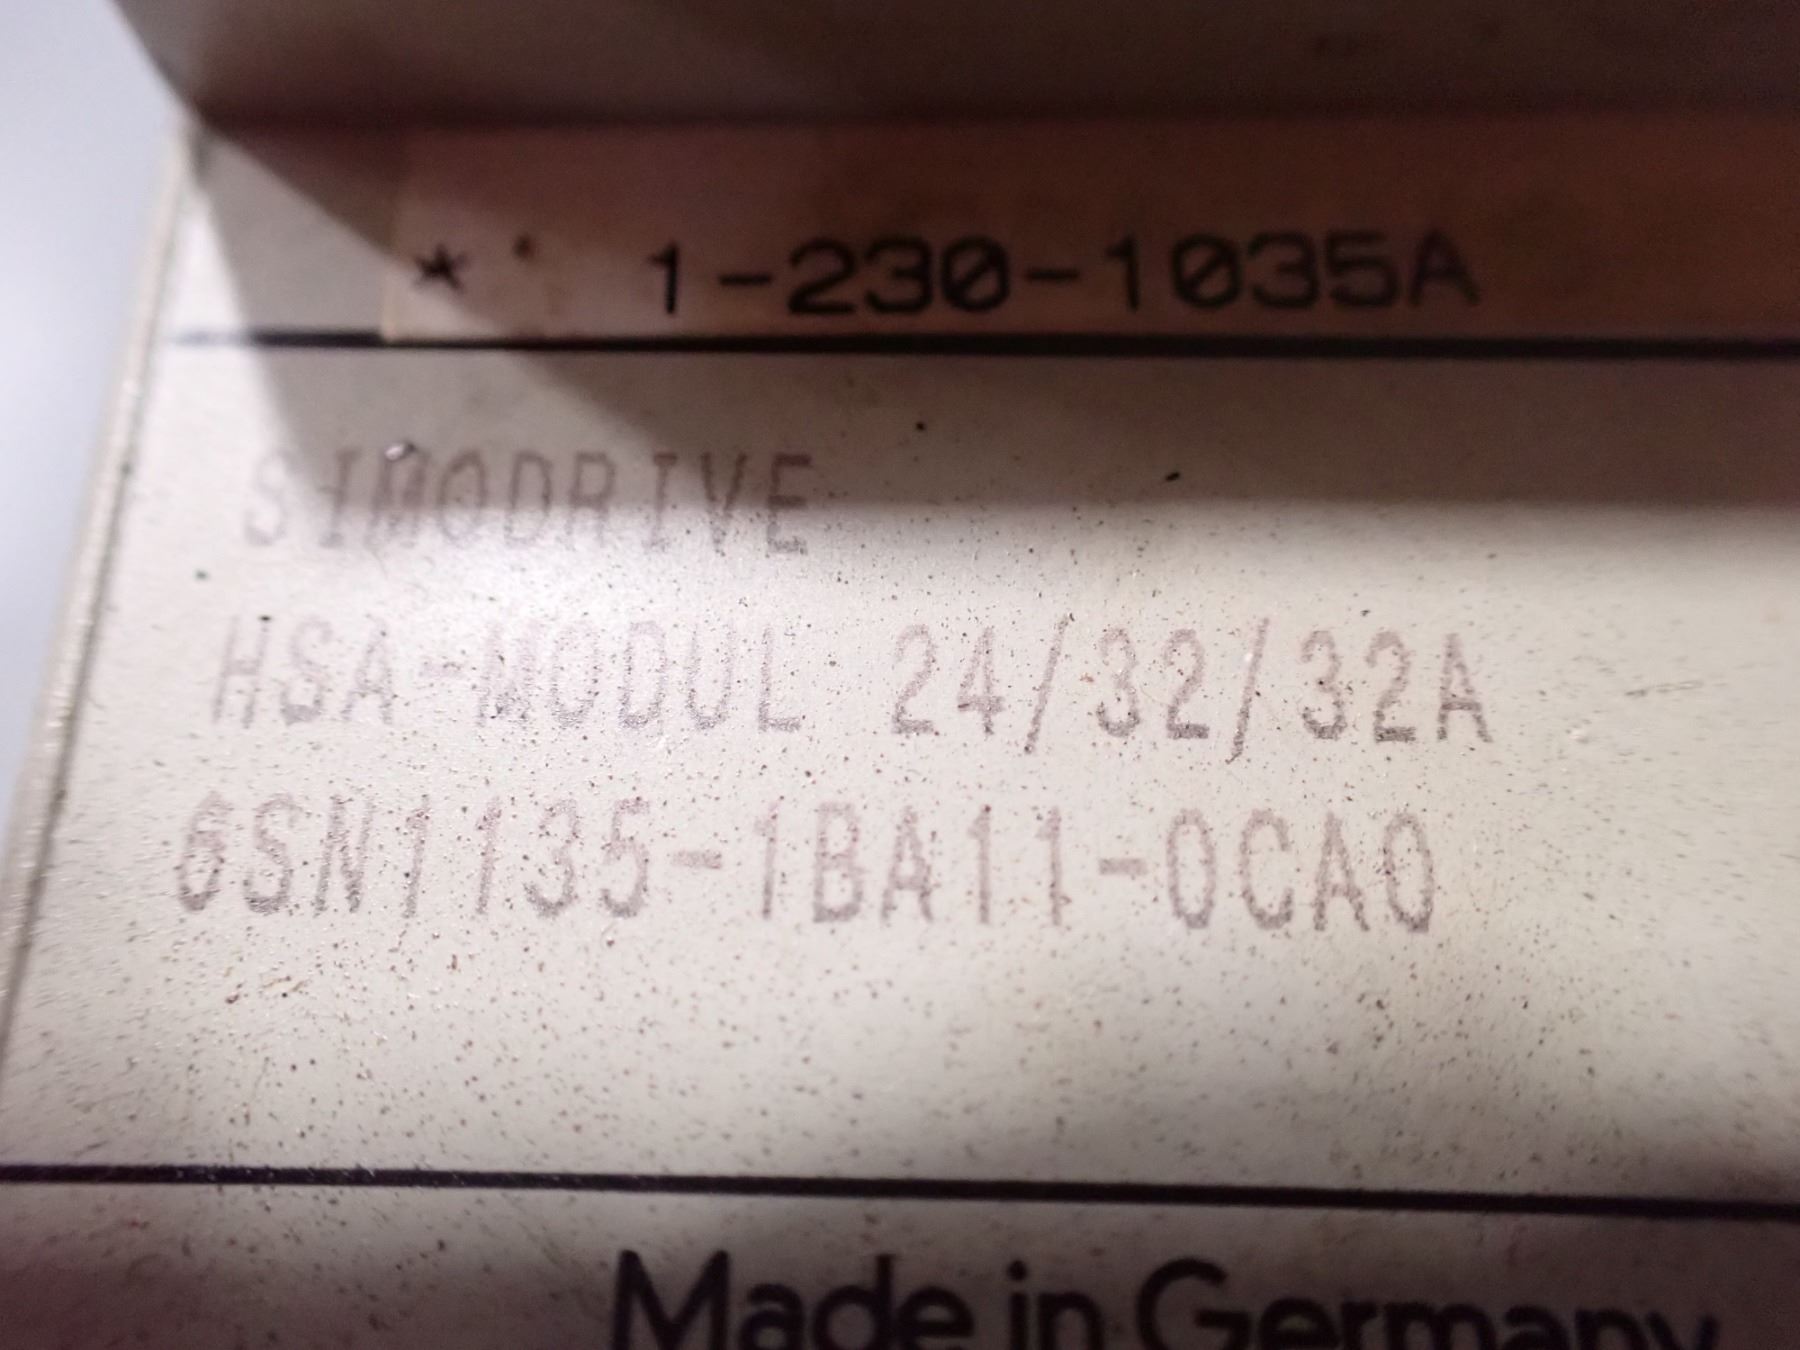 * 1-230-1035A
SIMODRIVE
HSA-MODUL 24/32/32A
6SN1135-1BA11-0CA0
Made in Germany